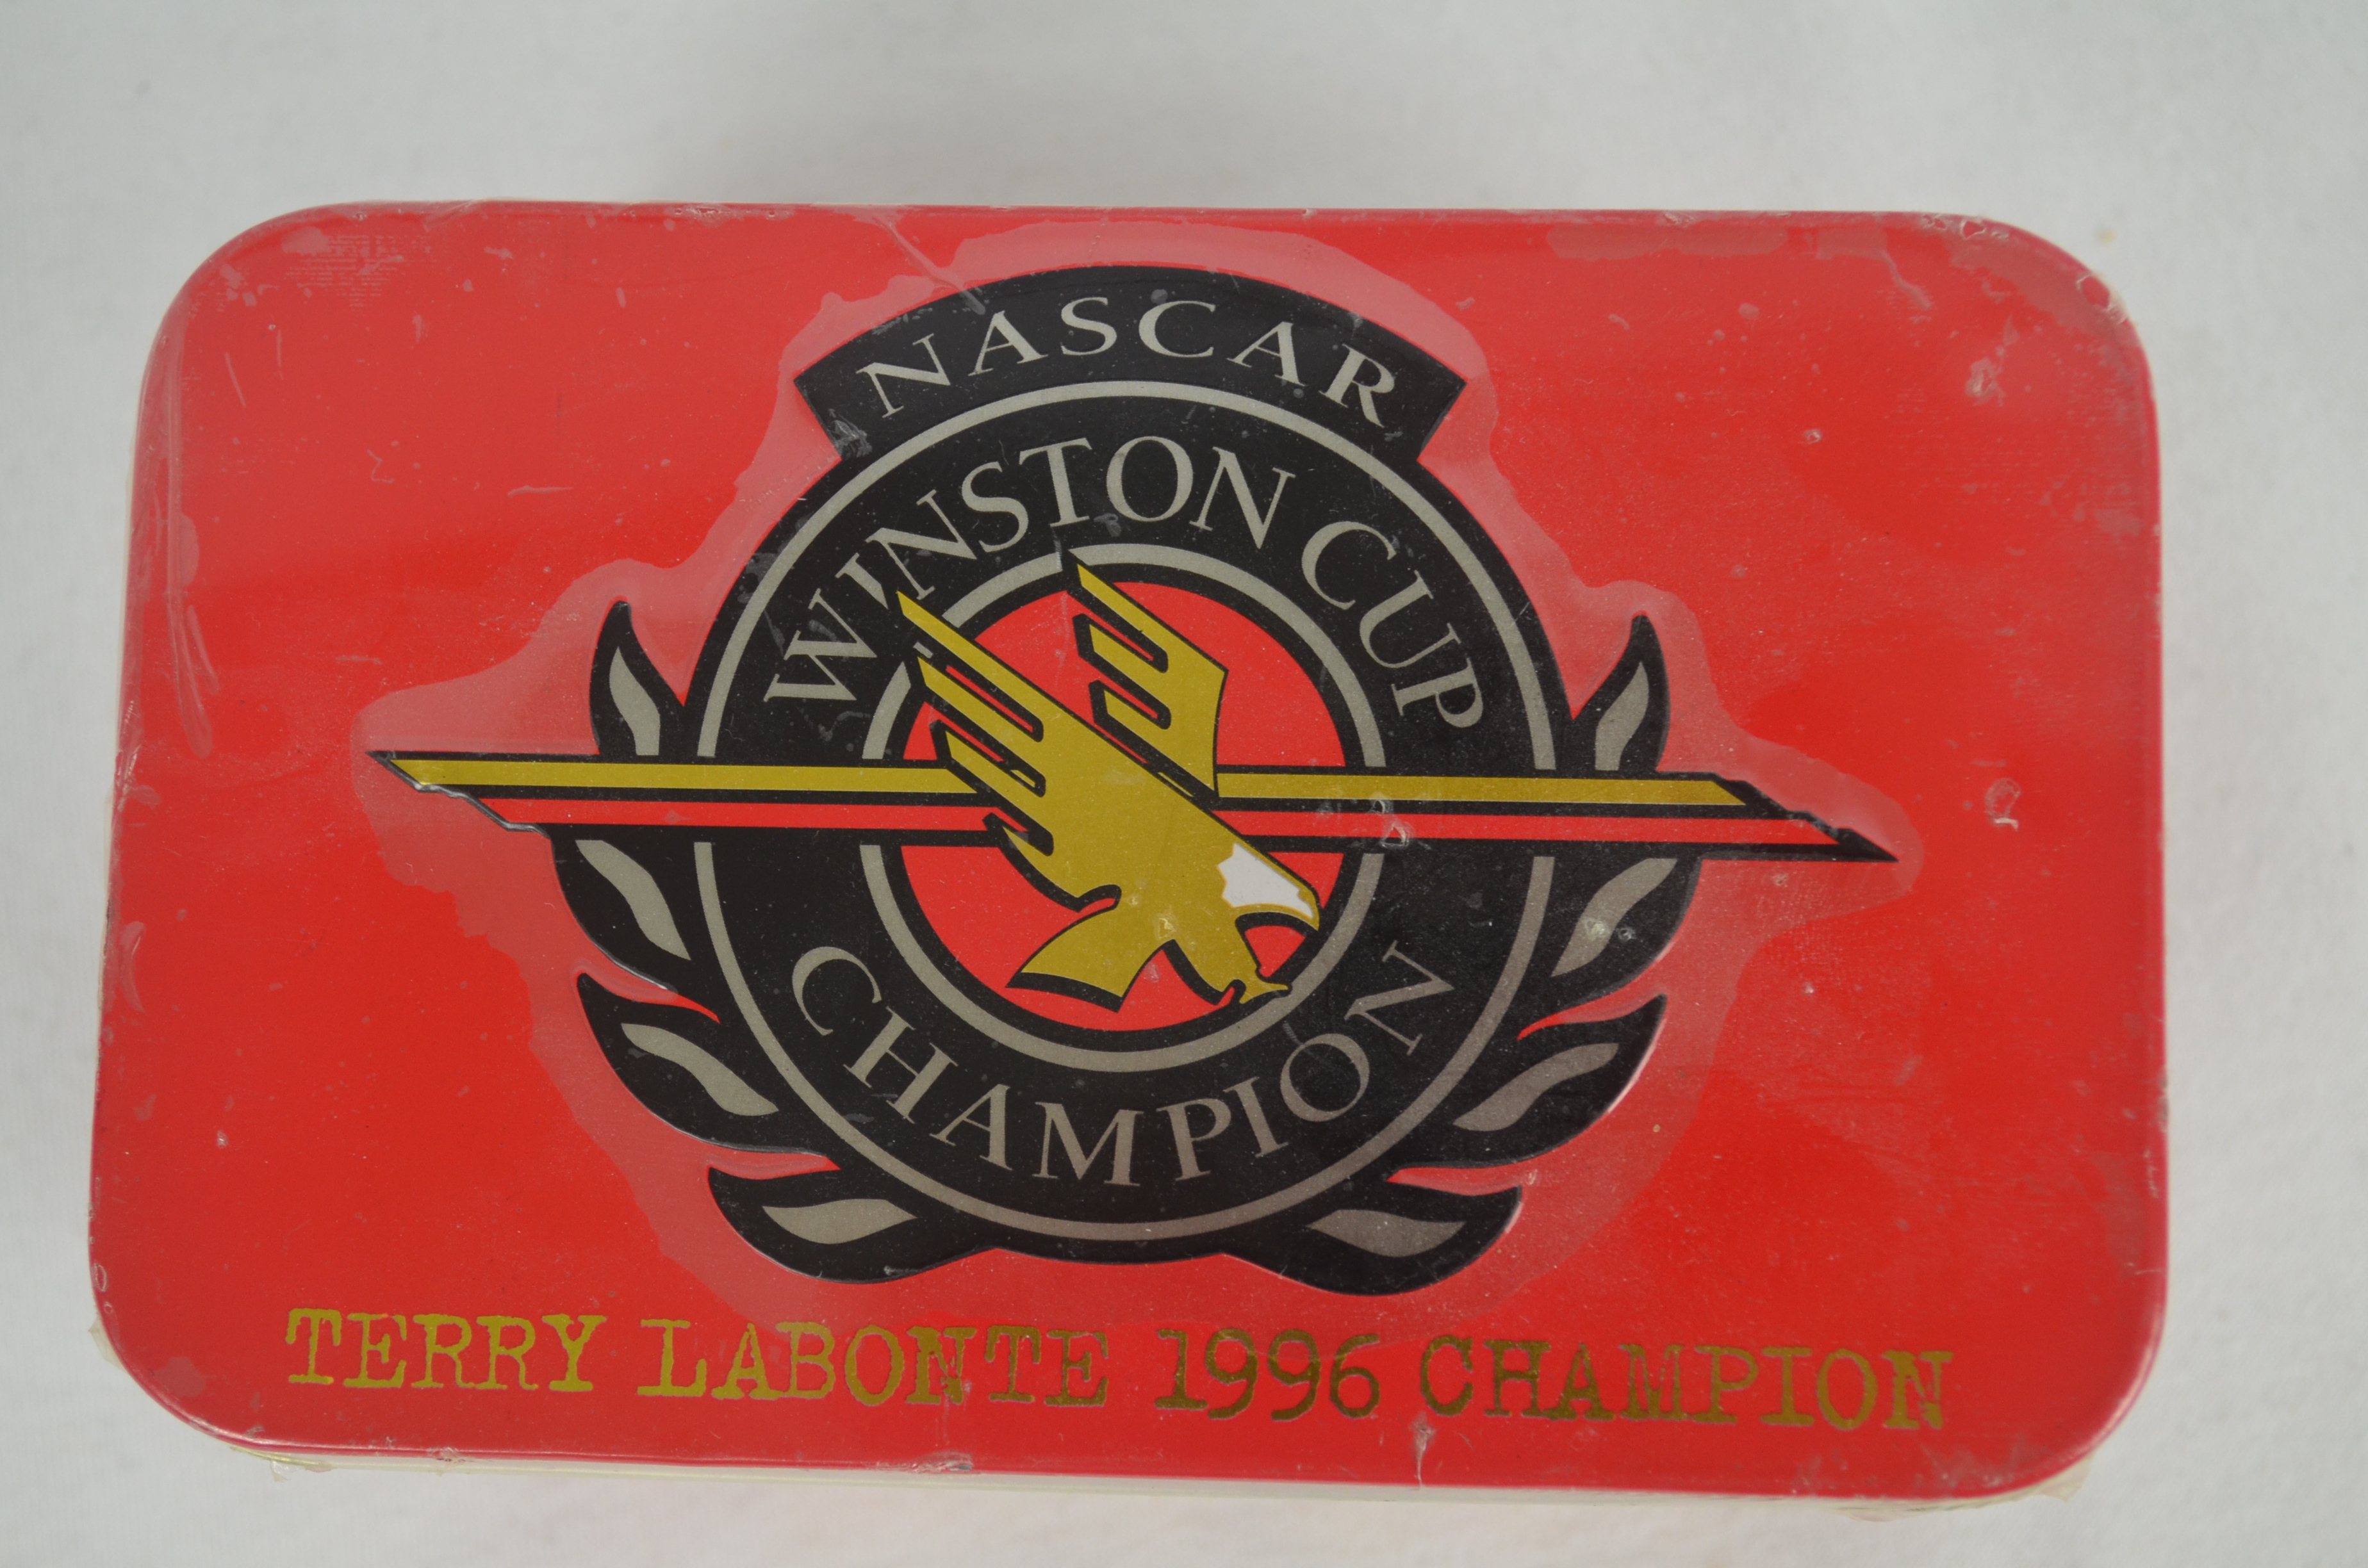 NASCAR
WINSTON CUP
CHAMPION
TERRY LABONTE 1996 CHAMPION